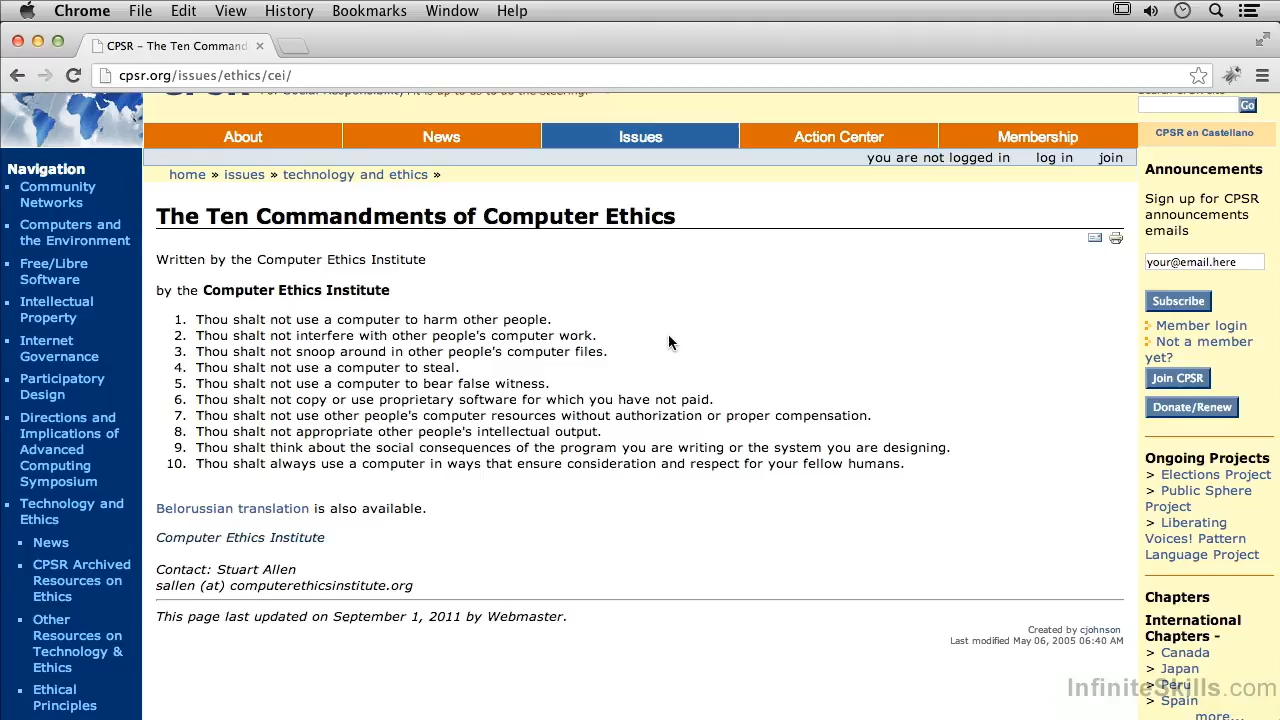 Chrome File Edit View History Bookmarks Window Help
CPSR – The Ten Command
cpsr.org/issues/ethics/cei/
Go
About News Issues Action Center Membership
CPSR en Castellano
you are not logged in log in join
home » issues » technology and ethics »
Navigation
Community
Networks
Computers and
the Environment
Free/Libre
Software
Intellectual
Property
Internet
Governance
Participatory
Design
Directions and
Implications of
Advanced
Computing
Symposium
Technology and
Ethics
News
CPSR Archived
Resources on
Ethics
Other
Resources on
Technology &
Ethics
Ethical
Principles
The Ten Commandments of Computer Ethics
Written by the Computer Ethics Institute
by the Computer Ethics Institute
1. Thou shalt not use a computer to harm other people.
2. Thou shalt not interfere with other people's computer work.
3. Thou shalt not snoop around in other people's computer files.
4. Thou shalt not use a computer to steal.
5. Thou shalt not use a computer to bear false witness.
6. Thou shalt not copy or use proprietary software for which you have not paid.
7. Thou shalt not use other people's computer resources without authorization or proper compensation.
8. Thou shalt not appropriate other people's intellectual output.
9. Thou shalt think about the social consequences of the program you are writing or the system you are designing.
10. Thou shalt always use a computer in ways that ensure consideration and respect for your fellow humans.
Belorussian translation is also available.
Computer Ethics Institute
Contact: Stuart Allen
sallen (at) computerethicsinstitute.org
This page last updated on September 1, 2011 by Webmaster.
Created by cjohnson
Last modified May 06, 2005 06:40 AM
Announcements
Sign up for CPSR
announcements
emails
your@email.here
Subscribe
Member login
Not a member
yet?
Join CPSR
Donate/Renew
Ongoing Projects
> Elections Project
> Public Sphere
Project
> Liberating
Voices! Pattern
Language Project
Chapters
International
Chapters -
> Canada
> Japan
> Peru
> Spain
more...
InfiniteSkills.com